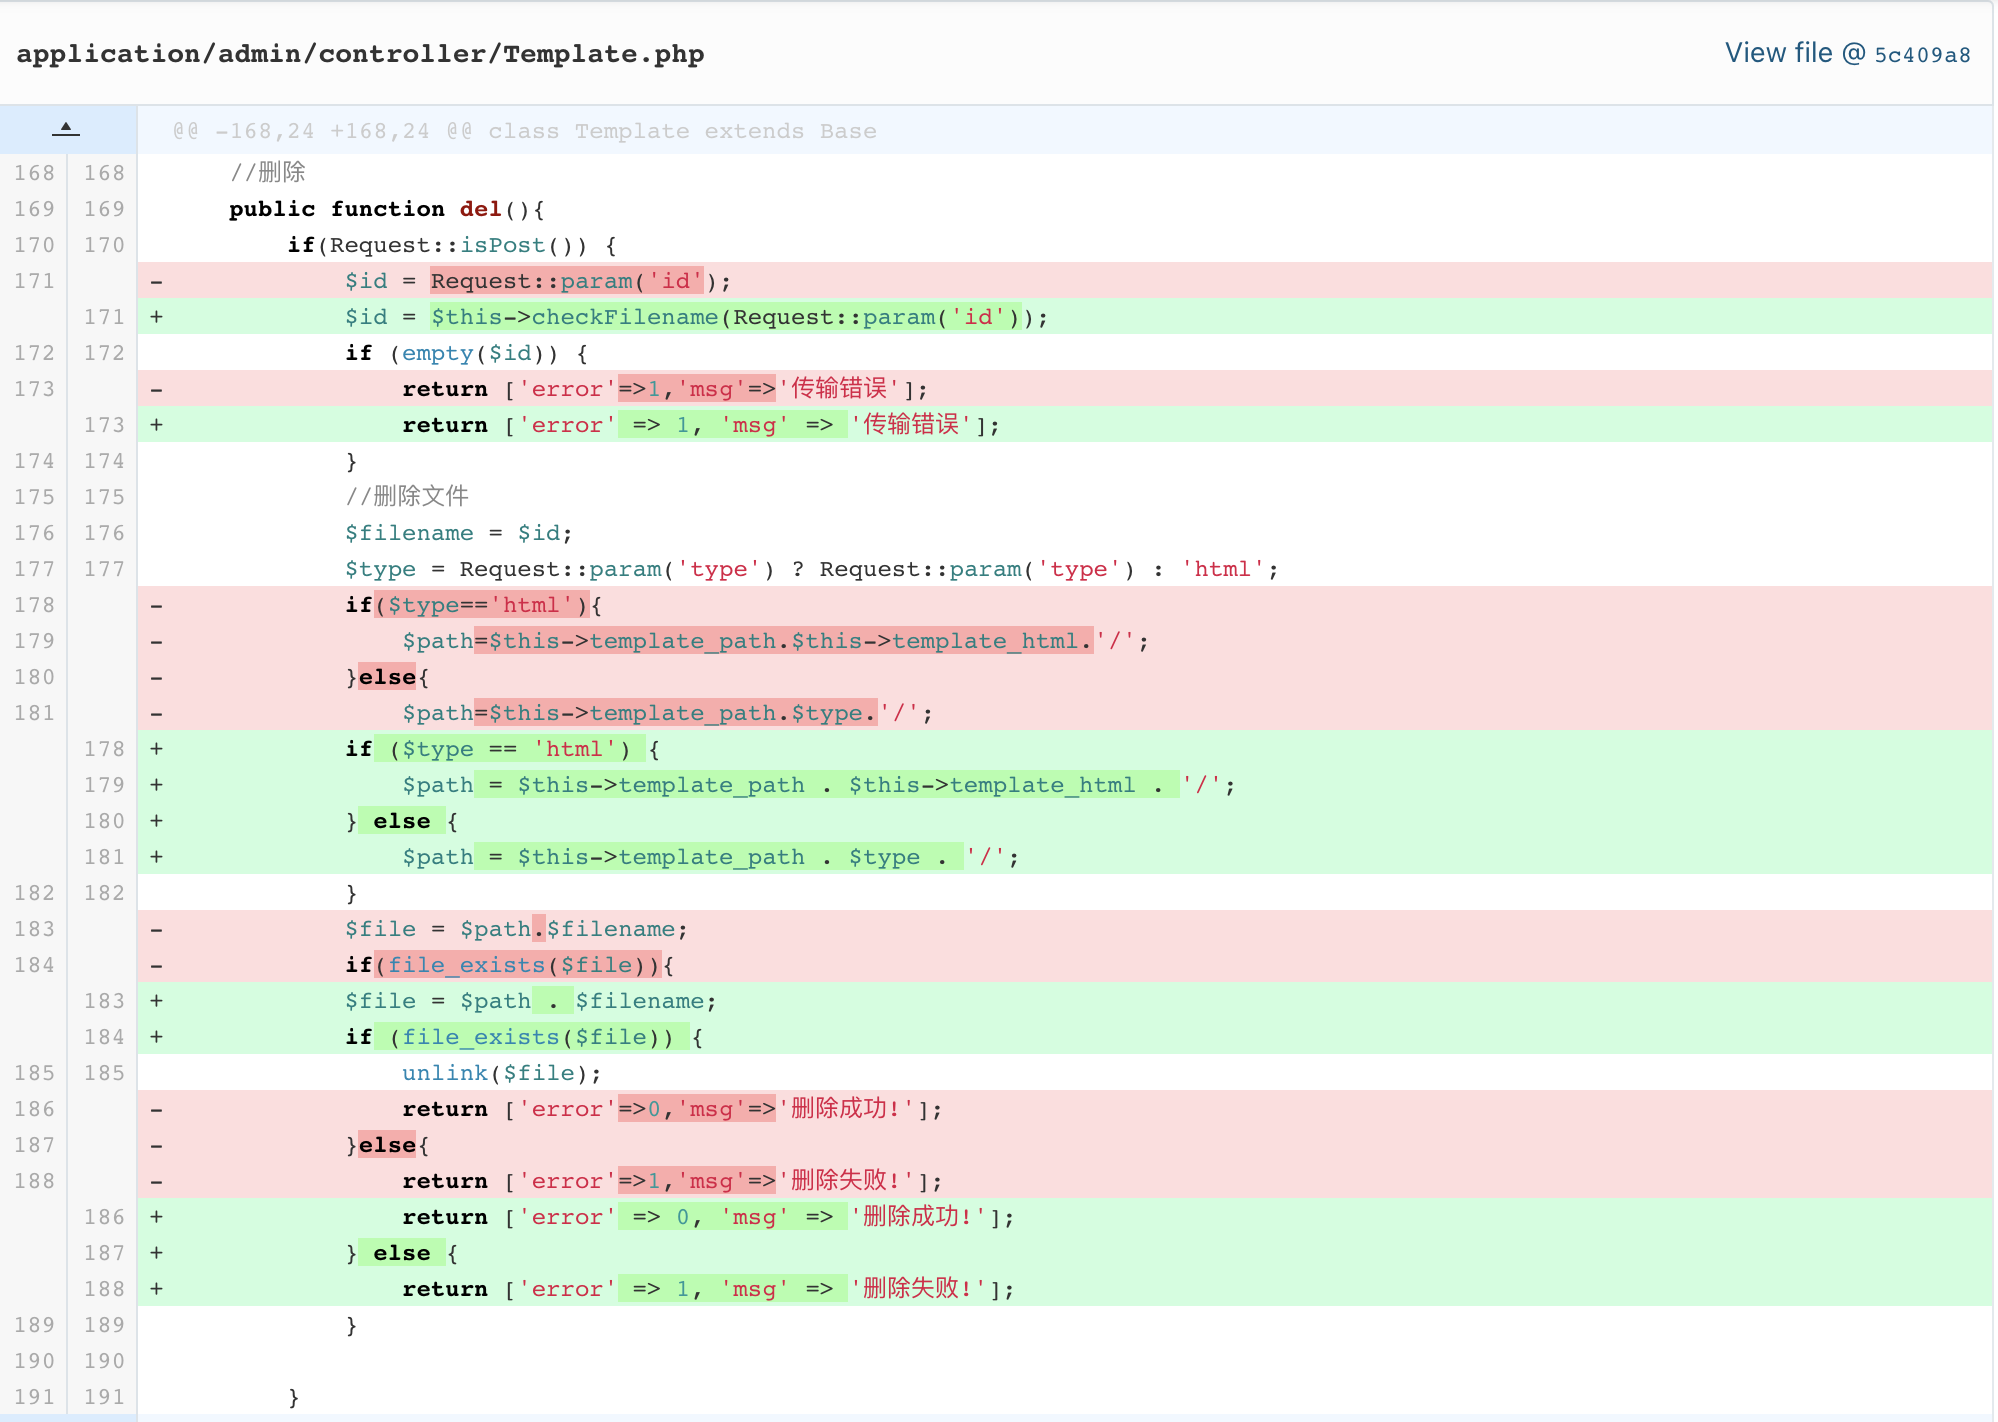 application/admin/controller/Template.php View file @ 5c409a8
@@ -168,24 +168,24 @@ class Template extends Base
168 168 //删除
169 169 public function del(){
170 170 if(Request::isPost()) {
171 - $id = Request::param('id');
171 + $id = $this->checkFilename(Request::param('id'));
172 172 if (empty($id)) {
173 - return ['error'=>1,'msg'=>'传输错误'];
173 + return ['error' => 1, 'msg' => '传输错误'];
174 174 }
175 175 //删除文件
176 176 $filename = $id;
177 177 $type = Request::param('type') ? Request::param('type') : 'html';
178 - if($type=='html'){
179 - $path=$this->template_path.$this->template_html.'/';
180 - }else{
181 - $path=$this->template_path.$type.'/';
178 + if ($type == 'html') {
179 + $path = $this->template_path . $this->template_html . '/';
180 + } else {
181 + $path = $this->template_path . $type . '/';
182 182 }
183 - $file = $path.$filename;
184 - if(file_exists($file)){
183 + $file = $path . $filename;
184 + if (file_exists($file)) {
185 185 unlink($file);
186 - return ['error'=>0,'msg'=>'删除成功!'];
187 - }else{
188 - return ['error'=>1,'msg'=>'删除失败!'];
186 + return ['error' => 0, 'msg' => '删除成功!'];
187 + } else {
188 + return ['error' => 1, 'msg' => '删除失败!'];
189 189 }
190 190
191 191 }